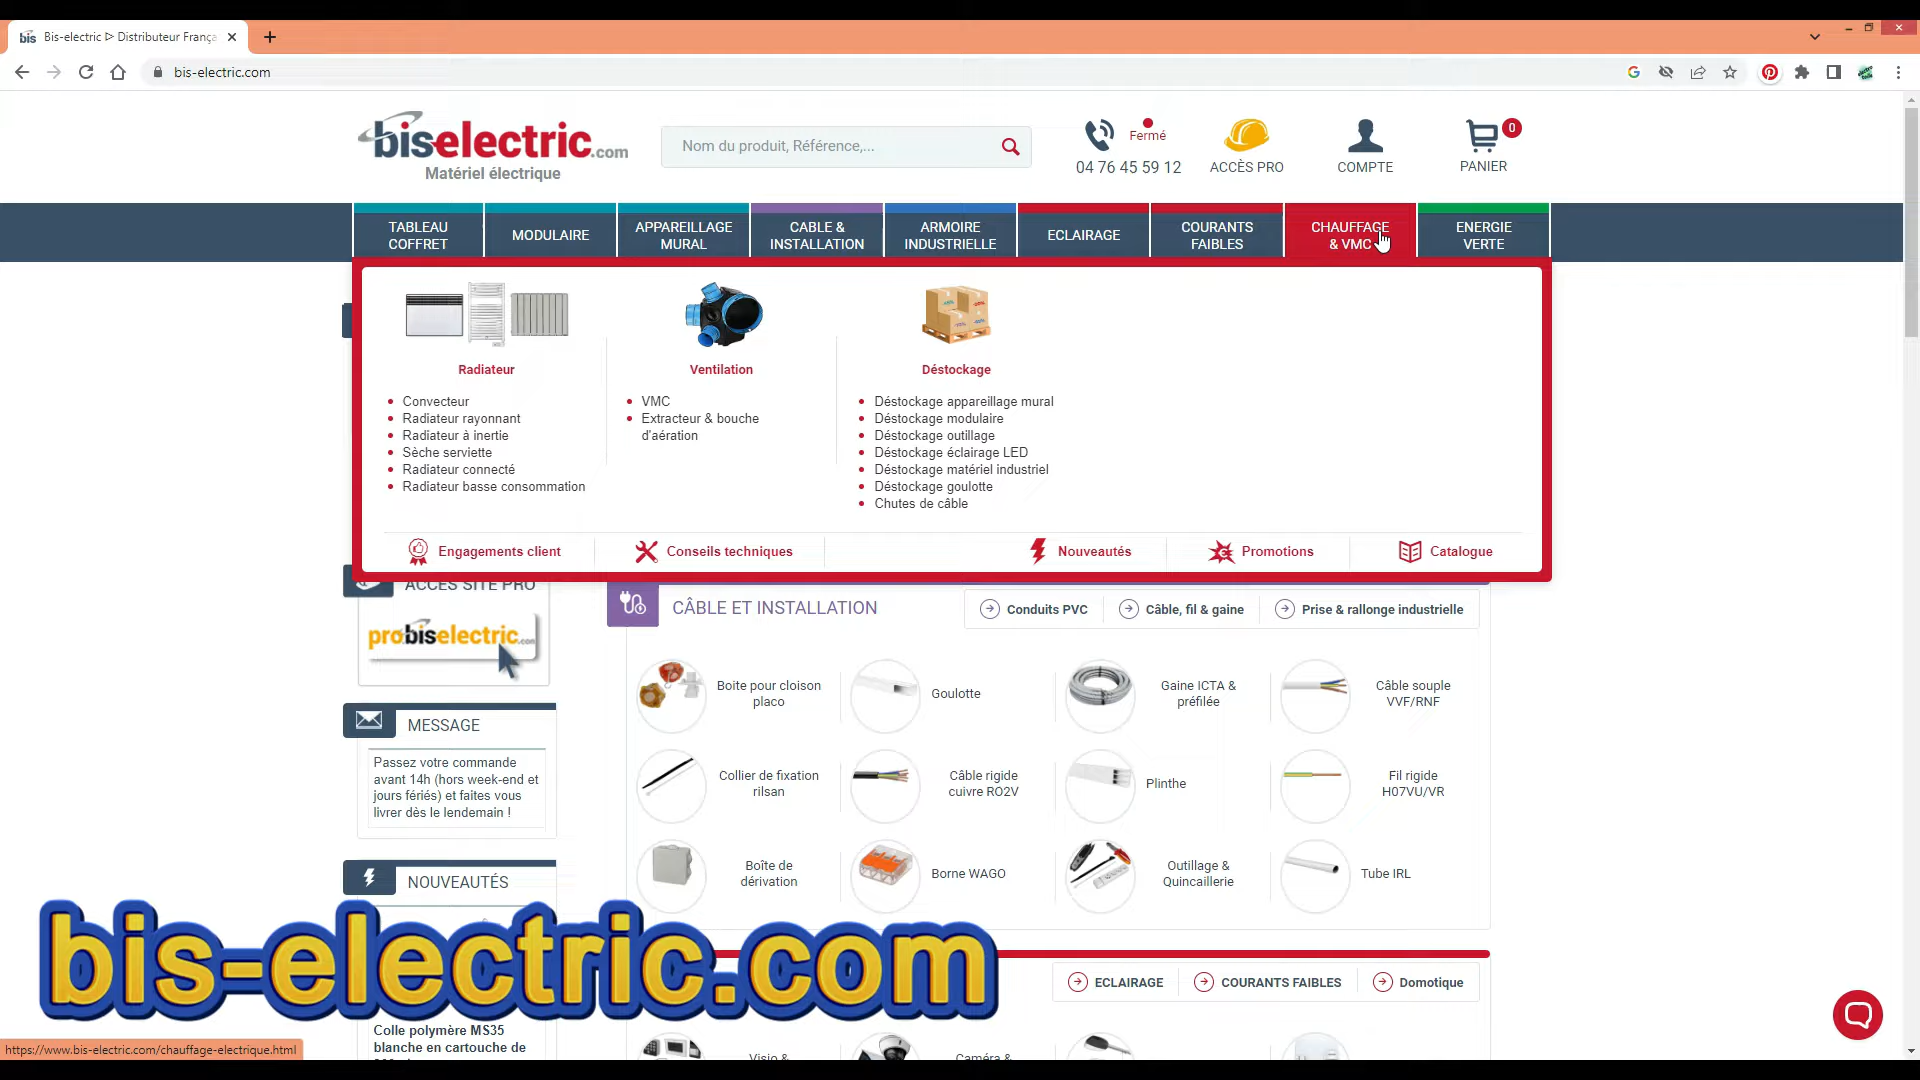 Bis-electric ᐅ Distributeur França
bis-electric.com
biselectric.com
Matériel électrique
Nom du produit, Référence,...
Fermé
04 76 45 59 12
ACCÈS PRO
COMPTE
0
PANIER
TABLEAU
COFFRET
MODULAIRE
APPAREILLAGE
MURAL
CABLE &
INSTALLATION
ARMOIRE
INDUSTRIELLE
ECLAIRAGE
COURANTS
FAIBLES
CHAUFFAGE
& VMC
ENERGIE
VERTE
Radiateur
Convecteur
Radiateur rayonnant
Radiateur à inertie
Sèche serviette
Radiateur connecté
Radiateur basse consommation
Ventilation
VMC
Extracteur & bouche
d'aération
Déstockage
Déstockage appareillage mural
Déstockage modulaire
Déstockage outillage
Déstockage éclairage LED
Déstockage matériel industriel
Déstockage goulotte
Chutes de câble
Engagements client
Conseils techniques
Nouveautés
Promotions
Catalogue
ACCÈS SITE PRO
probiselectric.com
MESSAGE
Passez votre commande
avant 14h (hors week-end et
jours fériés) et faites vous
livrer dès le lendemain !
NOUVEAUTÉS
CÂBLE ET INSTALLATION
Conduits PVC
Câble, fil & gaine
Prise & rallonge industrielle
Boite pour cloison
placo
Goulotte
Gaine ICTA &
préfilée
Câble souple
VVF/RNF
Collier de fixation
rilsan
Câble rigide
cuivre RO2V
Plinthe
Fil rigide
H07VU/VR
Boîte de
dérivation
Borne WAGO
Outillage &
Quincaillerie
Tube IRL
bis-electric.com
ECLAIRAGE
COURANTS FAIBLES
Domotique
Colle polymère MS35
blanche en cartouche de
Visio &
Caméra &
https://www.bis-electric.com/chauffage-electrique.html